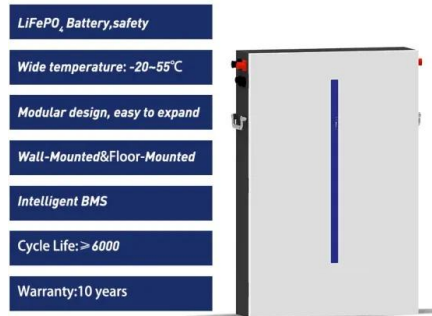 LiFePO₄ Battery,safety
Wide temperature: -20~55℃
Modular design, easy to expand
Wall-Mounted&Floor-Mounted
Intelligent BMS
Cycle Life:≥6000
Warranty:10 years